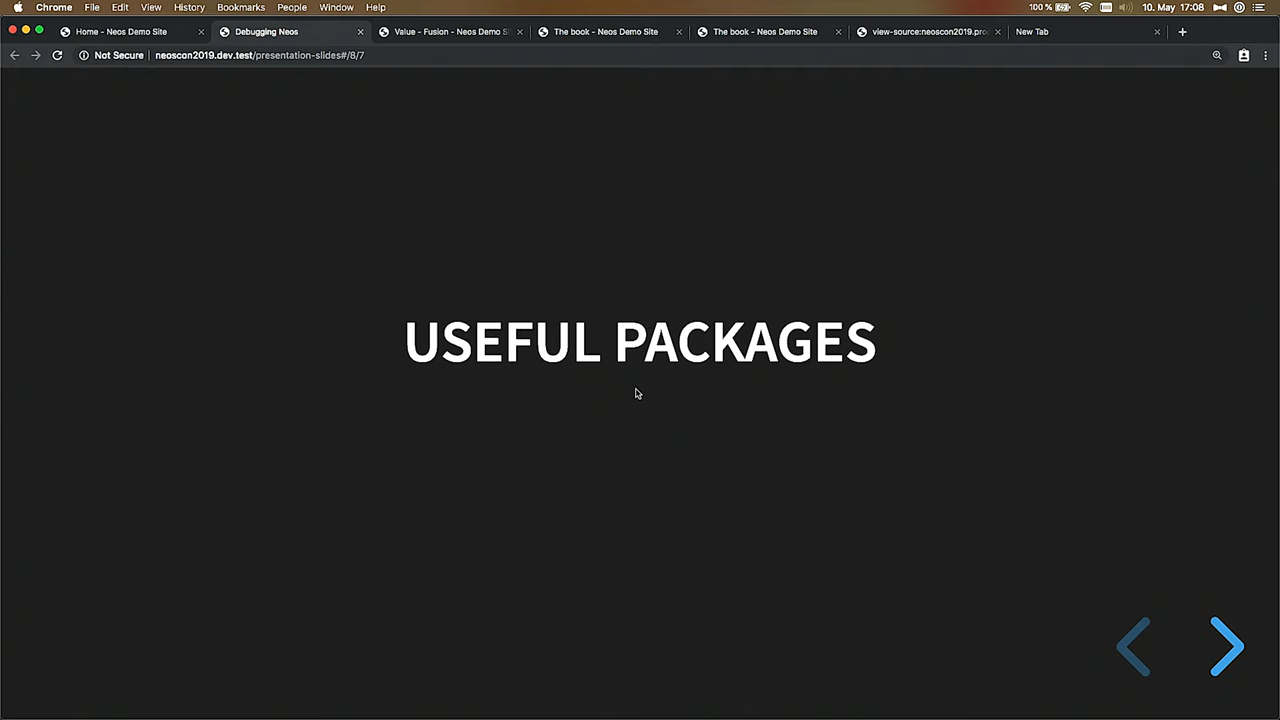 Chrome File Edit View History Bookmarks People Window Help 100 % 10. May 17:08
Home - Neos Demo Site Debugging Neos Value - Fusion - Neos Demo S The book - Neos Demo Site The book - Neos Demo Site view-source:neoscon2019.pro New Tab
Not Secure neoscon2019.dev.test/presentation-slides#/8/7
USEFUL PACKAGES